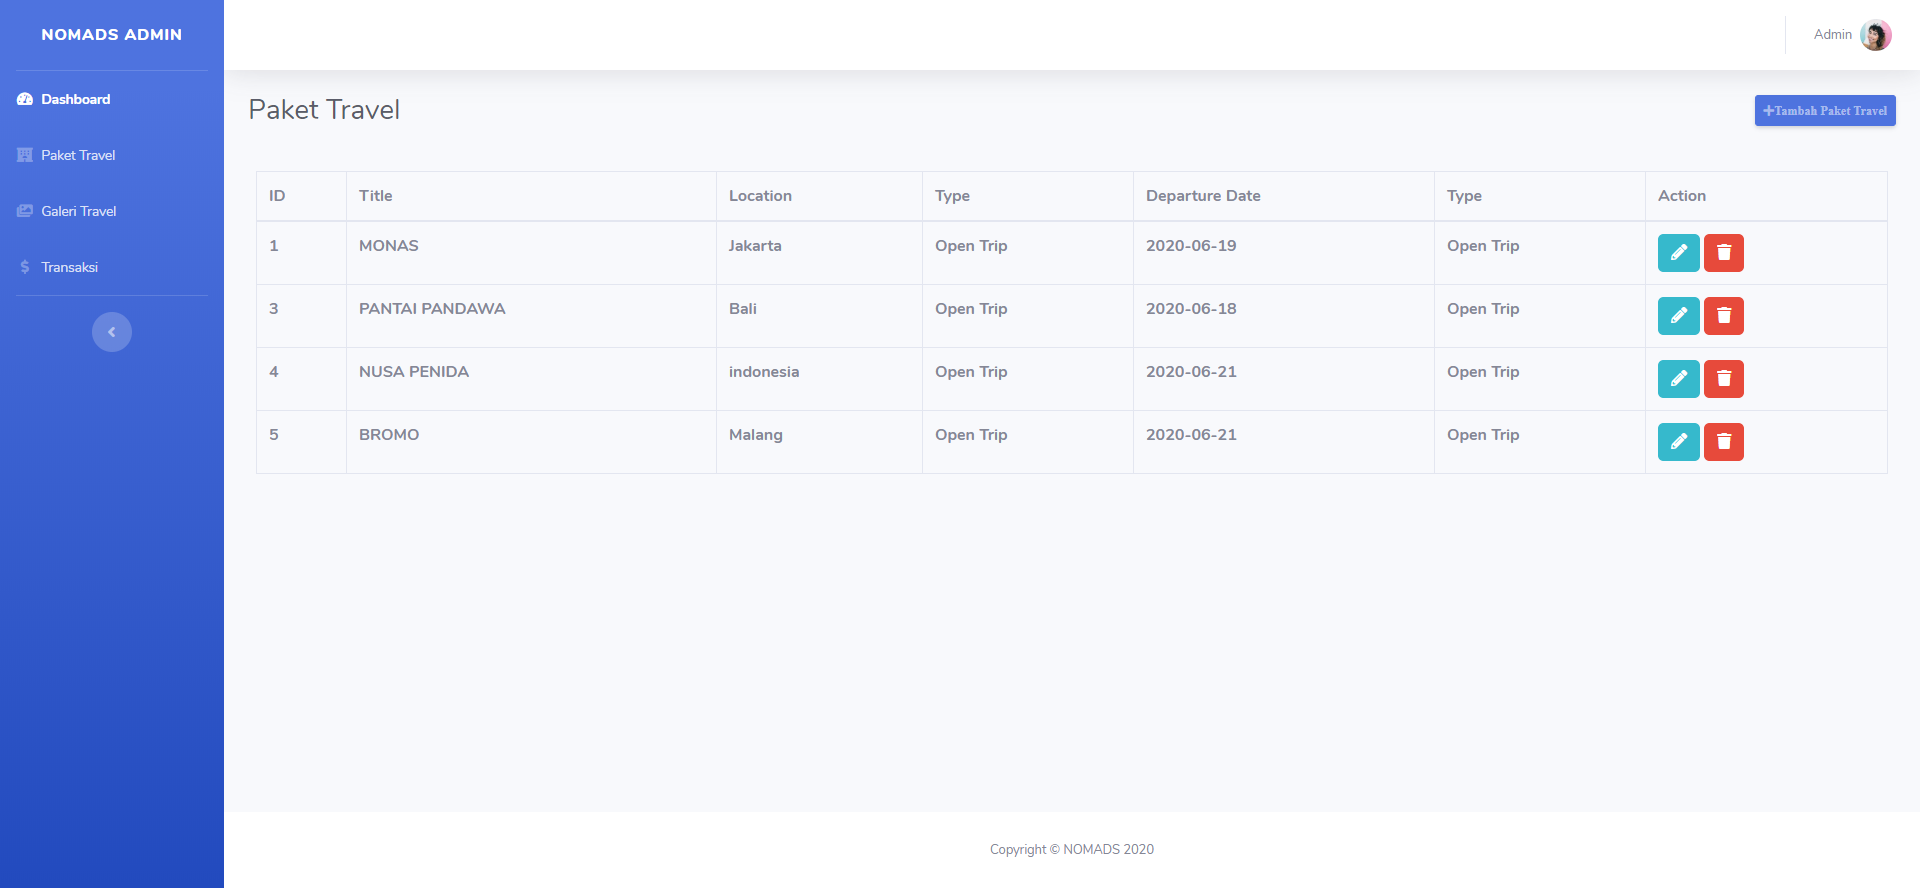 NOMADS ADMIN
Admin
Dashboard
Paket Travel
Galeri Travel
$ Transaksi
Paket Travel
+Tambah Paket Travel
ID Title Location Type Departure Date Type Action
1 MONAS Jakarta Open Trip 2020-06-19 Open Trip
3 PANTAI PANDAWA Bali Open Trip 2020-06-18 Open Trip
4 NUSA PENIDA indonesia Open Trip 2020-06-21 Open Trip
5 BROMO Malang Open Trip 2020-06-21 Open Trip
Copyright © NOMADS 2020